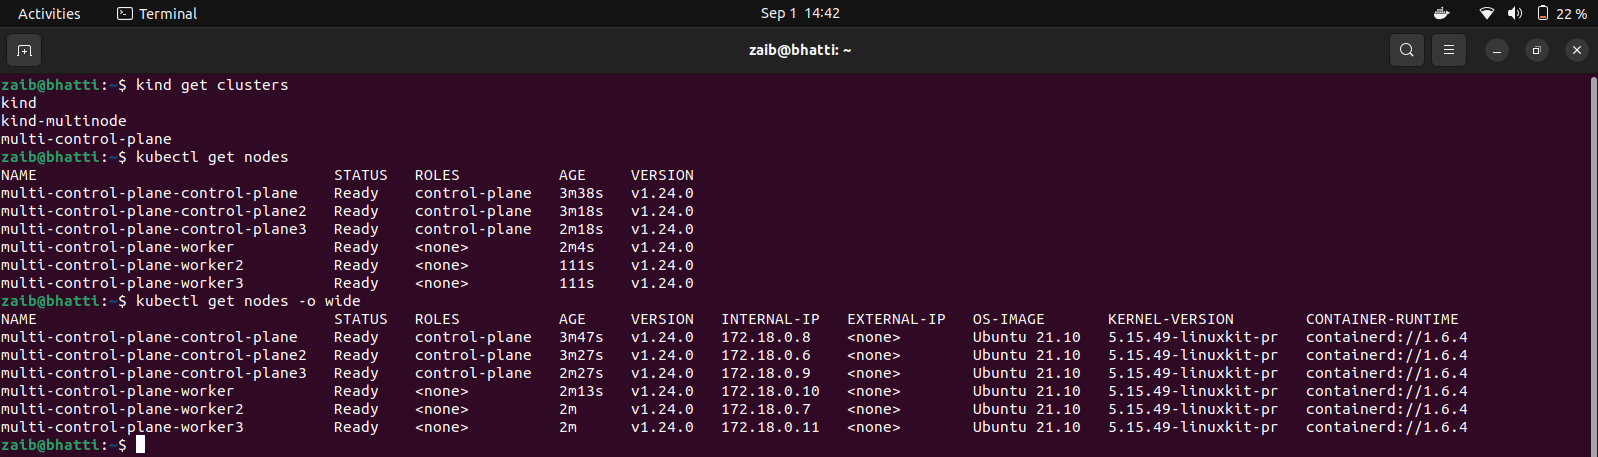 Activities Terminal Sep 1 14:42 22 %
zaib@bhatti: ~
zaib@bhatti:~$ kind get clusters
kind
kind-multinode
multi-control-plane
zaib@bhatti:~$ kubectl get nodes
NAME STATUS ROLES AGE VERSION
multi-control-plane-control-plane Ready control-plane 3m38s v1.24.0
multi-control-plane-control-plane2 Ready control-plane 3m18s v1.24.0
multi-control-plane-control-plane3 Ready control-plane 2m18s v1.24.0
multi-control-plane-worker Ready <none> 2m4s v1.24.0
multi-control-plane-worker2 Ready <none> 111s v1.24.0
multi-control-plane-worker3 Ready <none> 111s v1.24.0
zaib@bhatti:~$ kubectl get nodes -o wide
NAME STATUS ROLES AGE VERSION INTERNAL-IP EXTERNAL-IP OS-IMAGE KERNEL-VERSION CONTAINER-RUNTIME
multi-control-plane-control-plane Ready control-plane 3m47s v1.24.0 172.18.0.8 <none> Ubuntu 21.10 5.15.49-linuxkit-pr containerd://1.6.4
multi-control-plane-control-plane2 Ready control-plane 3m27s v1.24.0 172.18.0.6 <none> Ubuntu 21.10 5.15.49-linuxkit-pr containerd://1.6.4
multi-control-plane-control-plane3 Ready control-plane 2m27s v1.24.0 172.18.0.9 <none> Ubuntu 21.10 5.15.49-linuxkit-pr containerd://1.6.4
multi-control-plane-worker Ready <none> 2m13s v1.24.0 172.18.0.10 <none> Ubuntu 21.10 5.15.49-linuxkit-pr containerd://1.6.4
multi-control-plane-worker2 Ready <none> 2m v1.24.0 172.18.0.7 <none> Ubuntu 21.10 5.15.49-linuxkit-pr containerd://1.6.4
multi-control-plane-worker3 Ready <none> 2m v1.24.0 172.18.0.11 <none> Ubuntu 21.10 5.15.49-linuxkit-pr containerd://1.6.4
zaib@bhatti:~$